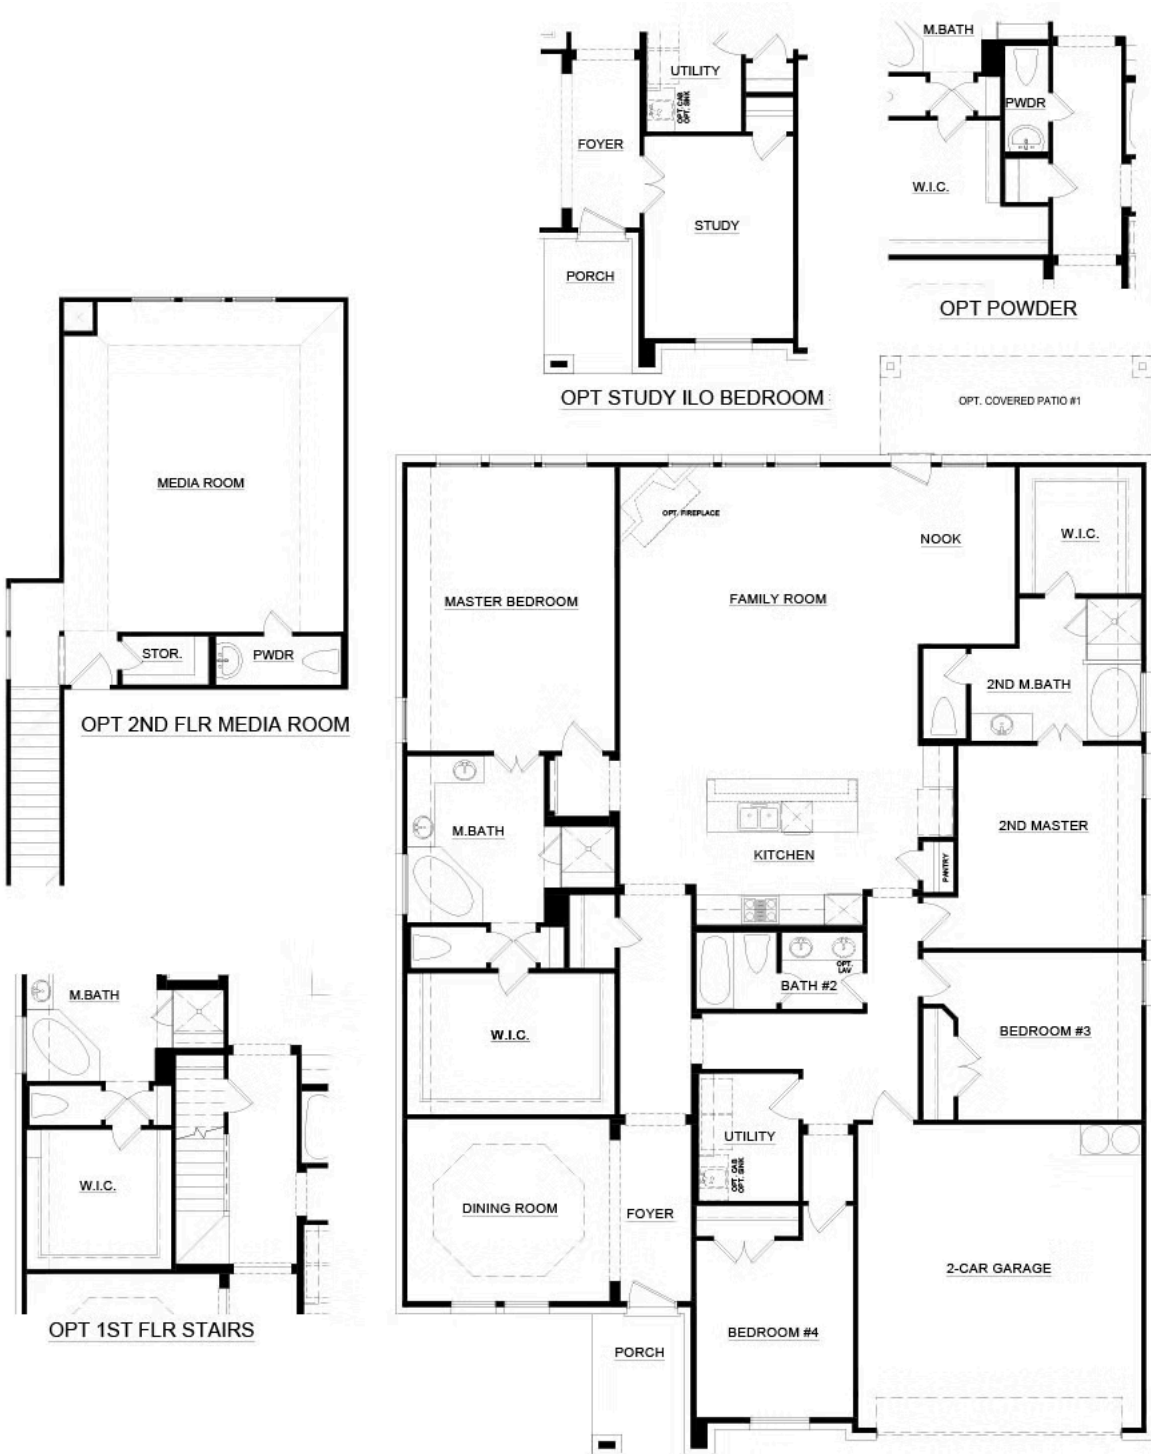 M.BATH
UTILITY
OPT. CAB
OPT. SINK
PWDR
FOYER
W.I.C.
STUDY
PORCH
OPT POWDER
OPT STUDY ILO BEDROOM
OPT. COVERED PATIO #1
MEDIA ROOM
STOR.
PWDR
OPT 2ND FLR MEDIA ROOM
OPT. FIREPLACE
NOOK
W.I.C.
MASTER BEDROOM
FAMILY ROOM
2ND M.BATH
M.BATH
2ND MASTER
KITCHEN
PANTRY
OPT.
LAV
BATH #2
W.I.C.
BEDROOM #3
UTILITY
OPT. CAB
OPT. SINK
DINING ROOM
FOYER
2-CAR GARAGE
BEDROOM #4
PORCH
M.BATH
W.I.C.
OPT 1ST FLR STAIRS